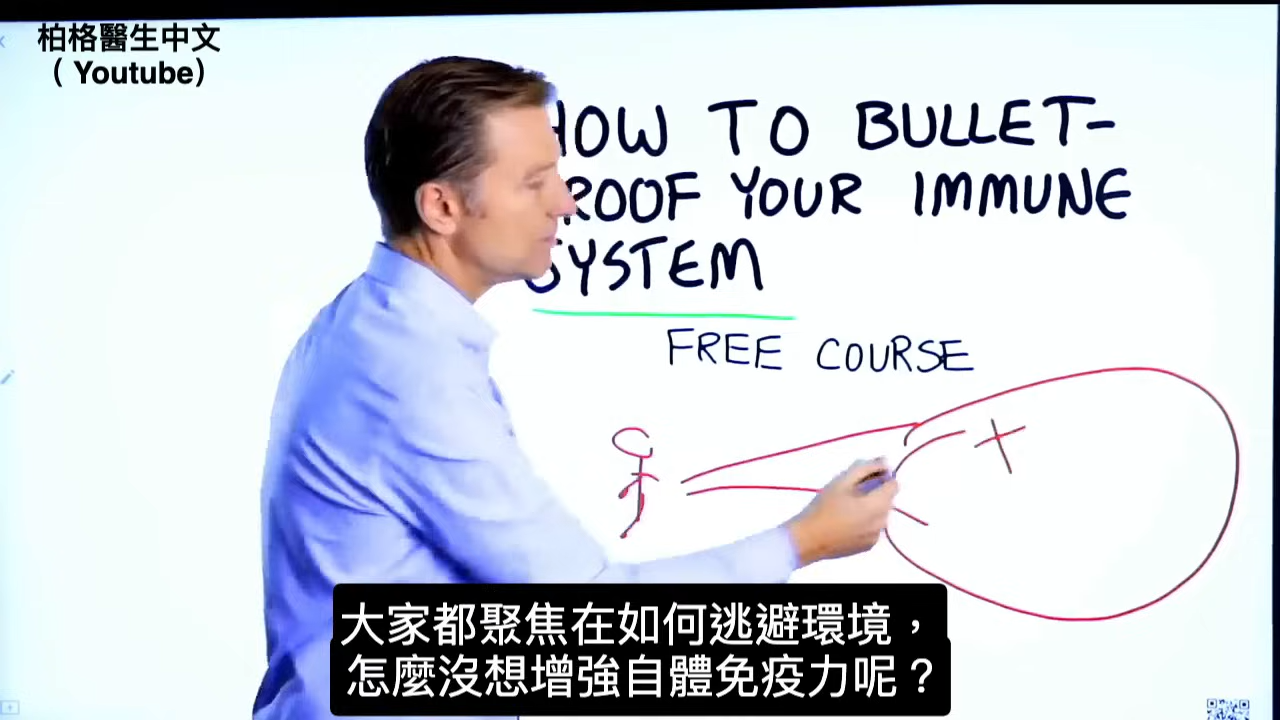 柏格醫生中文
（Youtube）
HOW TO BULLET-
PROOF YOUR IMMUNE
SYSTEM
FREE COURSE
大家都聚焦在如何逃避環境，
怎麼沒想增強自體免疫力呢？